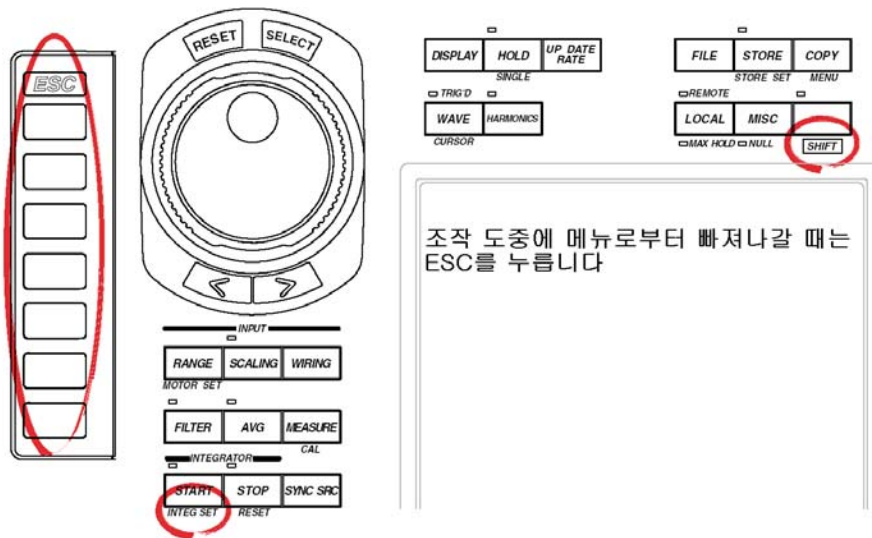 ESC
RESET
SELECT
DISPLAY
HOLD
UP DATE
RATE
SINGLE
TRIG'D
WAVE
HARMONICS
CURSOR
FILE
STORE
COPY
STORE SET
MENU
REMOTE
LOCAL
MISC
MAX HOLD
NULL
SHIFT
조작 도중에 메뉴로부터 빠져나갈 때는
ESC를 누릅니다
INPUT
RANGE
SCALING
WIRING
MOTOR SET
FILTER
AVG
MEASURE
CAL
INTEGRATOR
START
STOP
SYNC SRC
INTEG SET
RESET